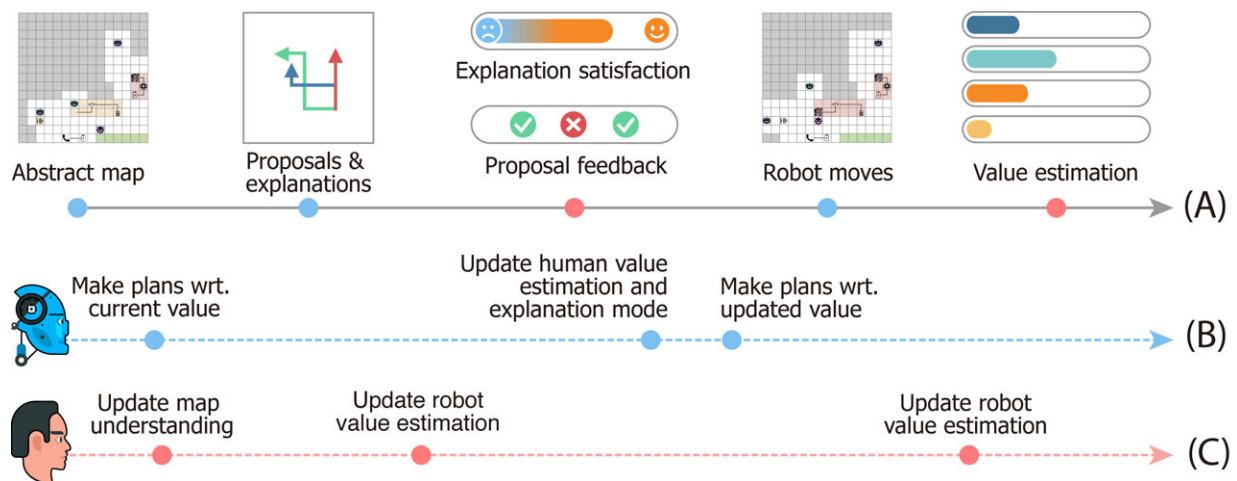 Abstract map
Proposals &
explanations
Explanation satisfaction
Proposal feedback
Robot moves
Value estimation
(A)
Make plans wrt.
current value
Update human value
estimation and
explanation mode
Make plans wrt.
updated value
(B)
Update map
understanding
Update robot
value estimation
Update robot
value estimation
(C)